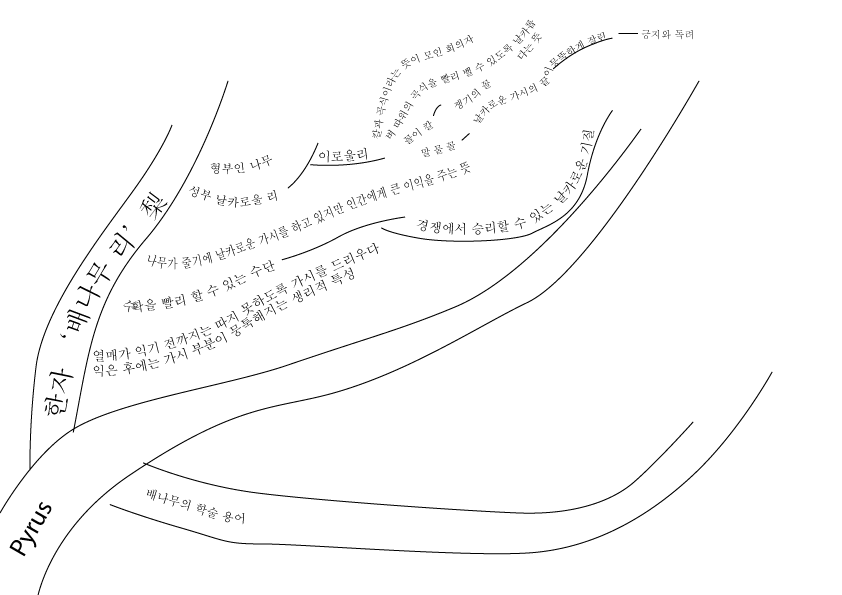 긍지와 독려
칼과 곡식이라는 뜻이 모인 회의자
벼 따위의 곡식을 빨리 벨 수 있도록 날카롭
다는 뜻
쟁기의 꼴
꼴이 칼
말 물 꼴
날카로운 가시의 끝이 뭉뚝하게 잘린
형부인 나무
성부 날카로울 리
이로울리
나무가 줄기에 날카로운 가시를 하고 있지만 인간에게 큰 이익을 주는 뜻
경쟁에서 승리할 수 있는 날카로운 기질
수확을 빨리 할 수 있는 수단
열매가 익기 전까지는 따지 못하도록 가시를 드리우다
익은 후에는 가시 부분이 뭉툭해지는 생리적 특성
한자 ‘배나무 리’ 梨
배나무의 학술 용어
Pyrus